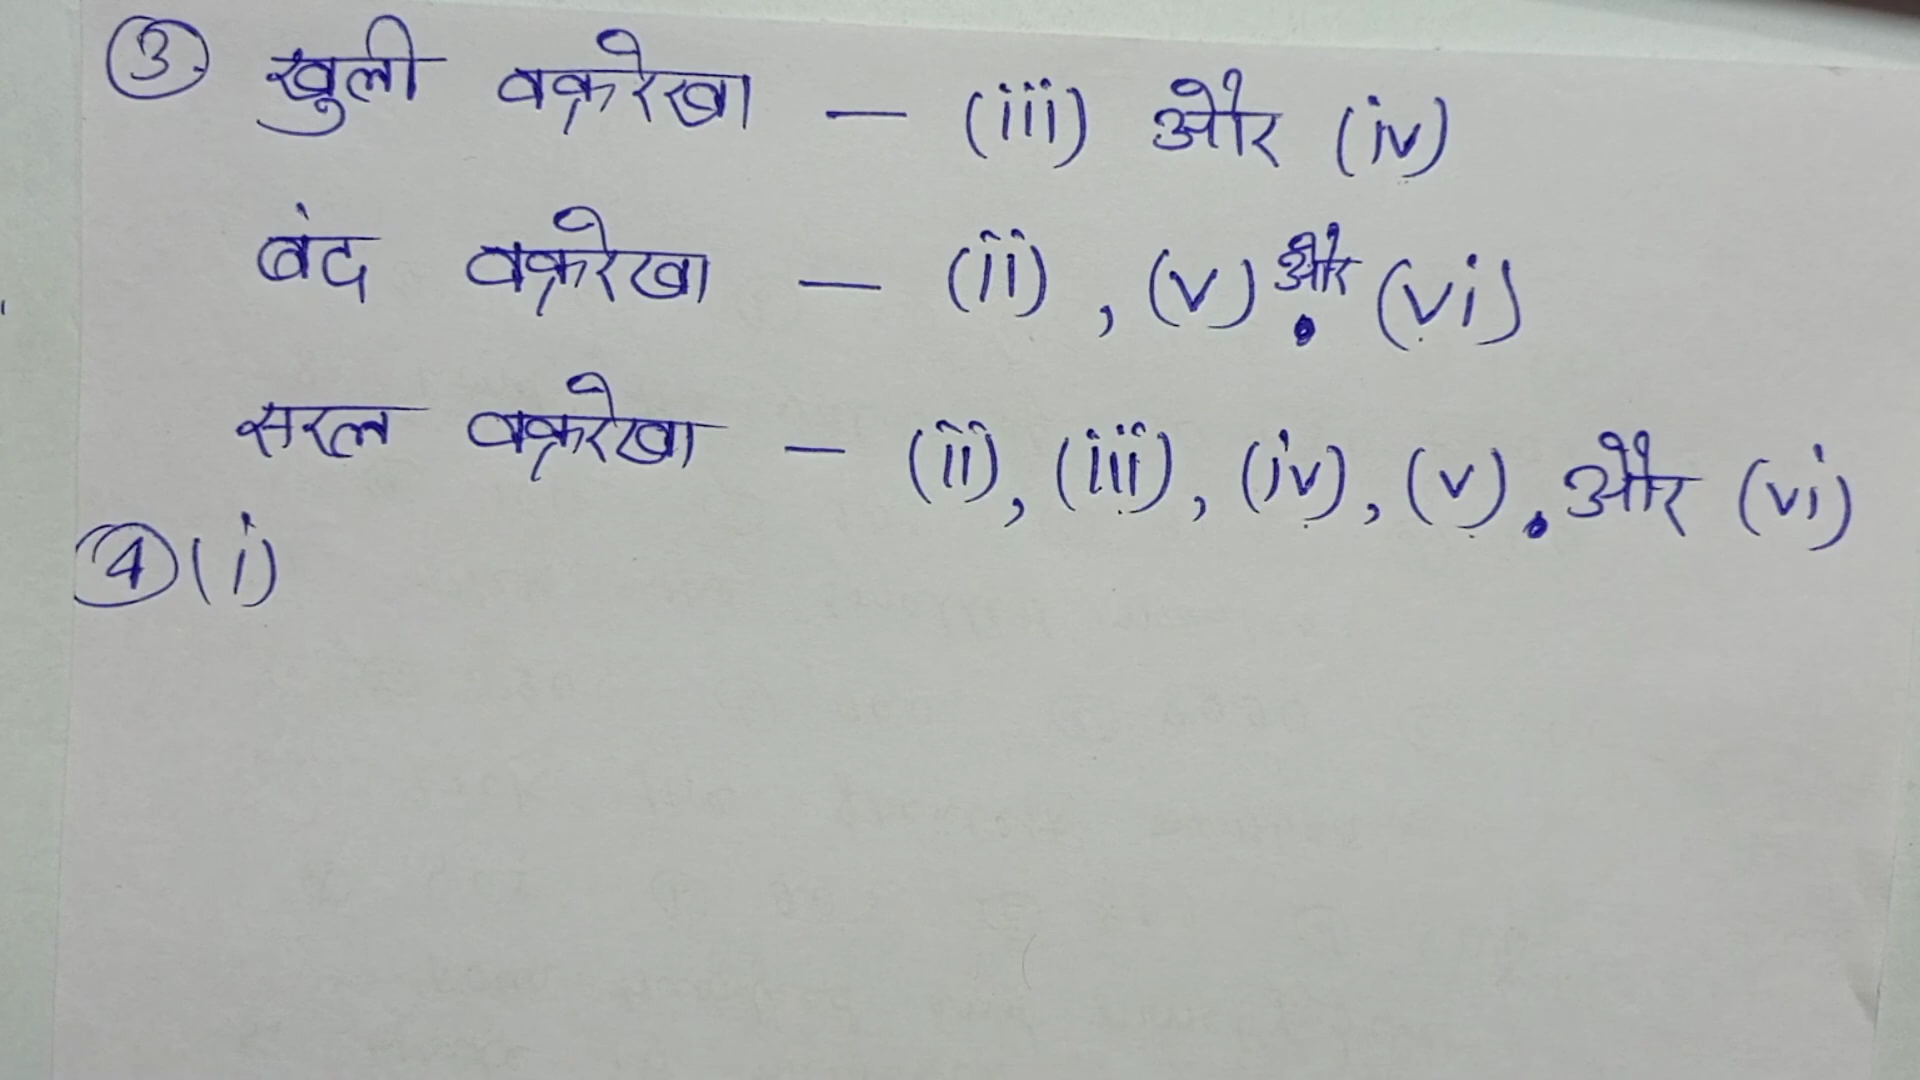 ③ खुली वक्ररेखा — (iii) और (iv)
बंद वक्ररेखा — (ii), (v) और (vi)
सरल वक्ररेखा — (ii), (iii), (iv), (v). और (vi)
④ (i)